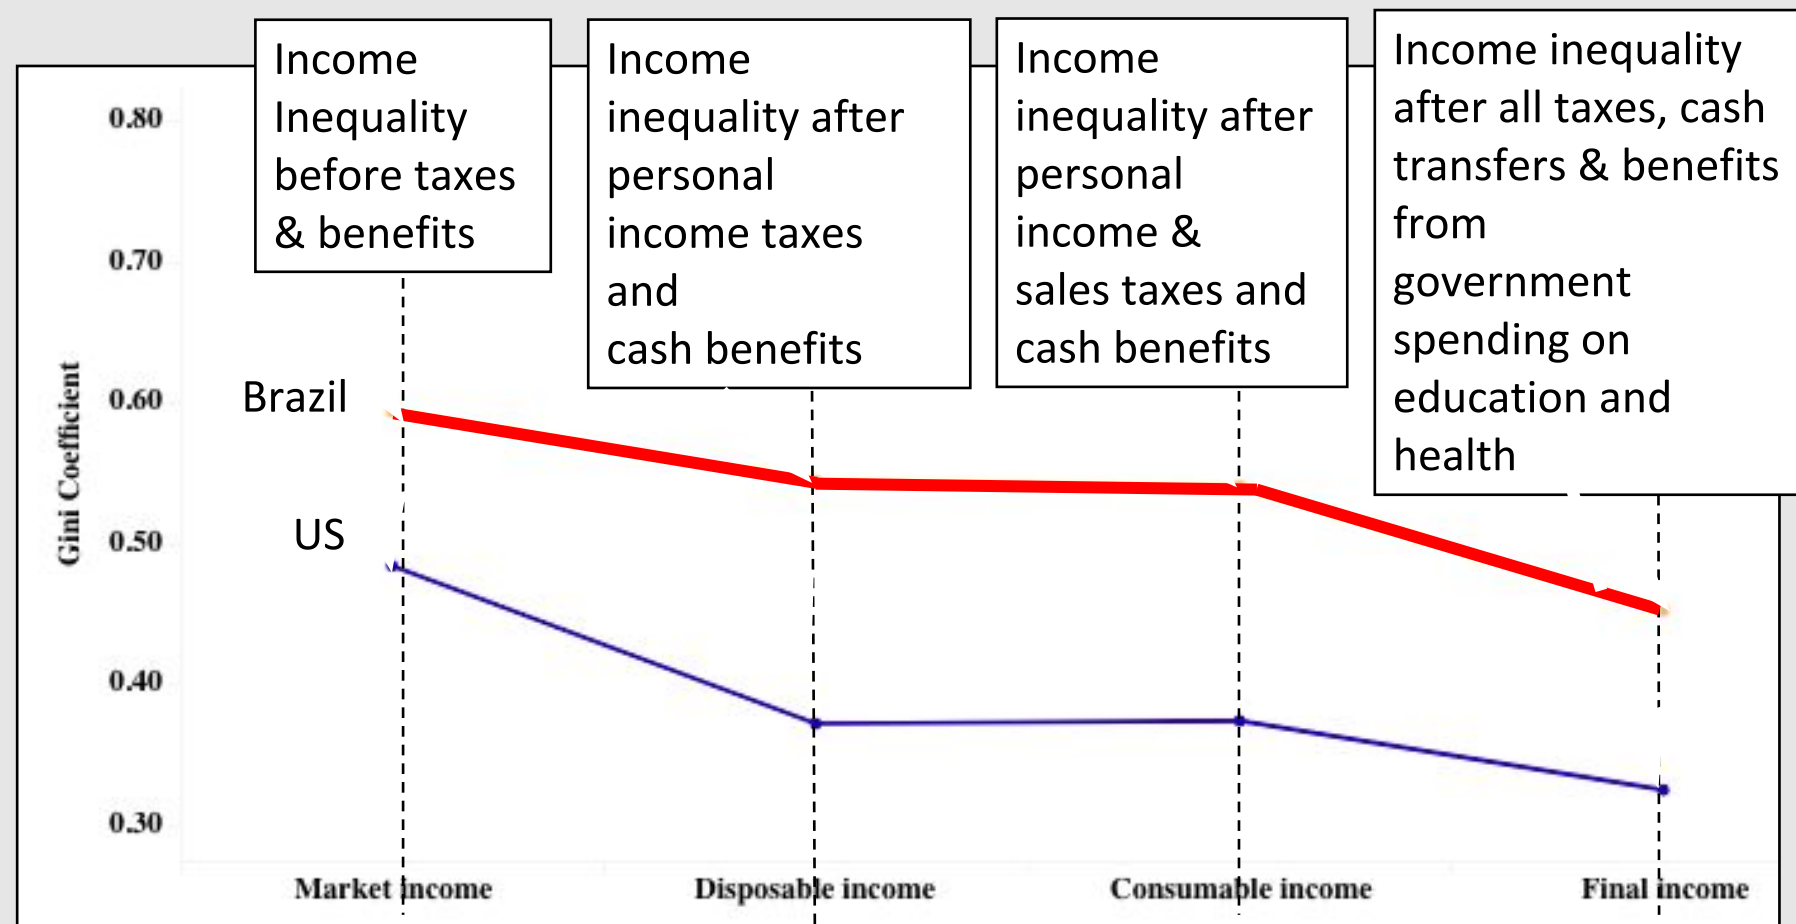 Income
Inequality
before taxes
& benefits
Income
inequality after
personal
income taxes
and
cash benefits
Income
inequality after
personal
income &
sales taxes and
cash benefits
Income inequality
after all taxes, cash
transfers & benefits
from
government
spending on
education and
health
Gini Coefficient
0.80
0.70
0.60
0.50
0.40
0.30
Brazil
US
Market income
Disposable income
Consumable income
Final income